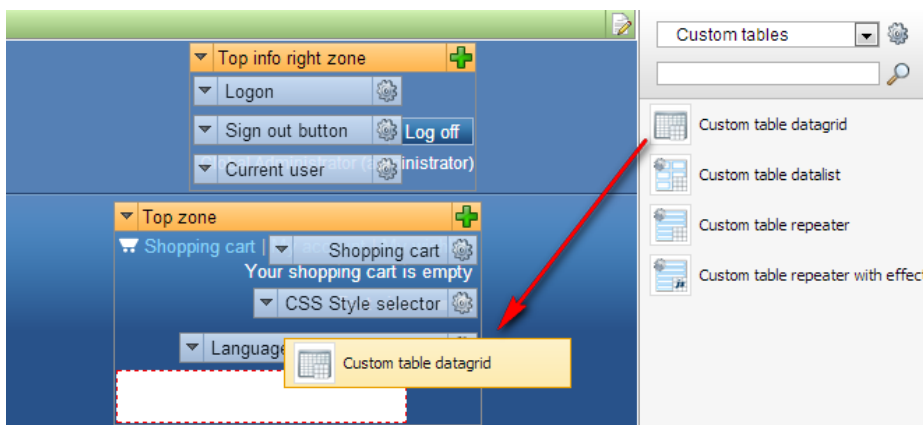 Top info right zone
Logon
Sign out button
Log off
Current user
inistrator)
Top zone
Shopping cart |
Shopping cart
Your shopping cart is empty
CSS Style selector
Language
Custom table datagrid
Custom tables
Custom table datagrid
Custom table datalist
Custom table repeater
Custom table repeater with effec